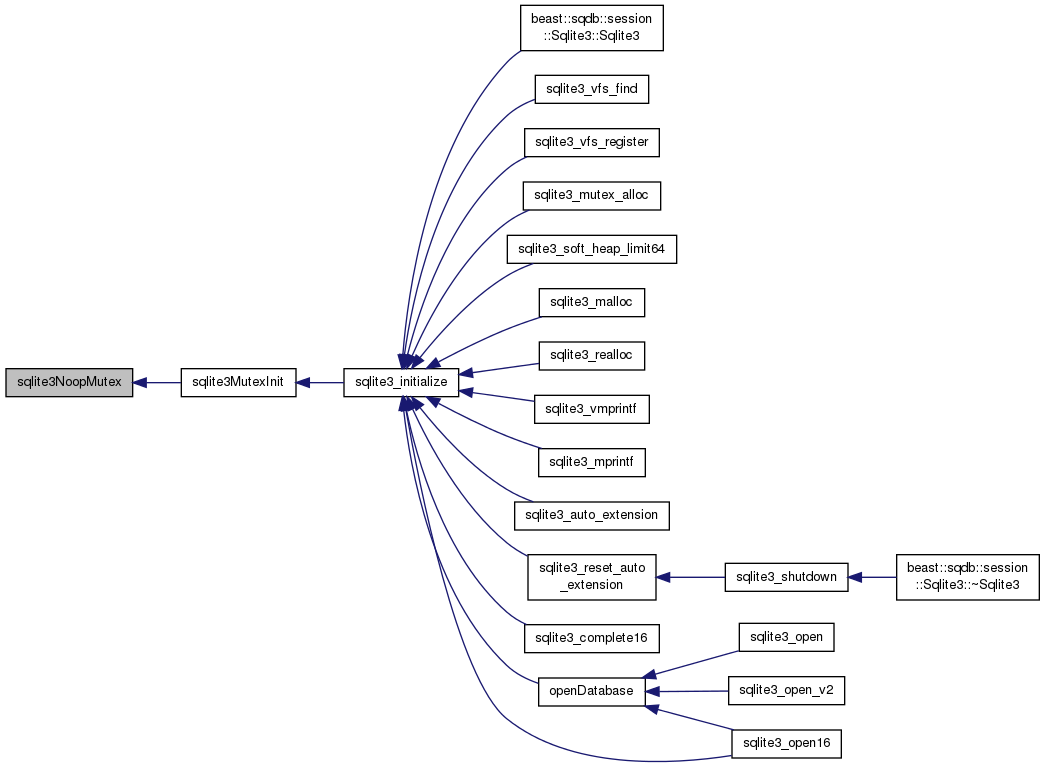 beast::sqdb::session
::Sqlite3::Sqlite3
sqlite3_vfs_find
sqlite3_vfs_register
sqlite3_mutex_alloc
sqlite3_soft_heap_limit64
sqlite3_malloc
sqlite3_realloc
sqlite3NoopMutex
sqlite3MutexInit
sqlite3_initialize
sqlite3_vmprintf
sqlite3_mprintf
sqlite3_auto_extension
sqlite3_reset_auto
_extension
sqlite3_shutdown
beast::sqdb::session
::Sqlite3::~Sqlite3
sqlite3_complete16
sqlite3_open
openDatabase
sqlite3_open_v2
sqlite3_open16